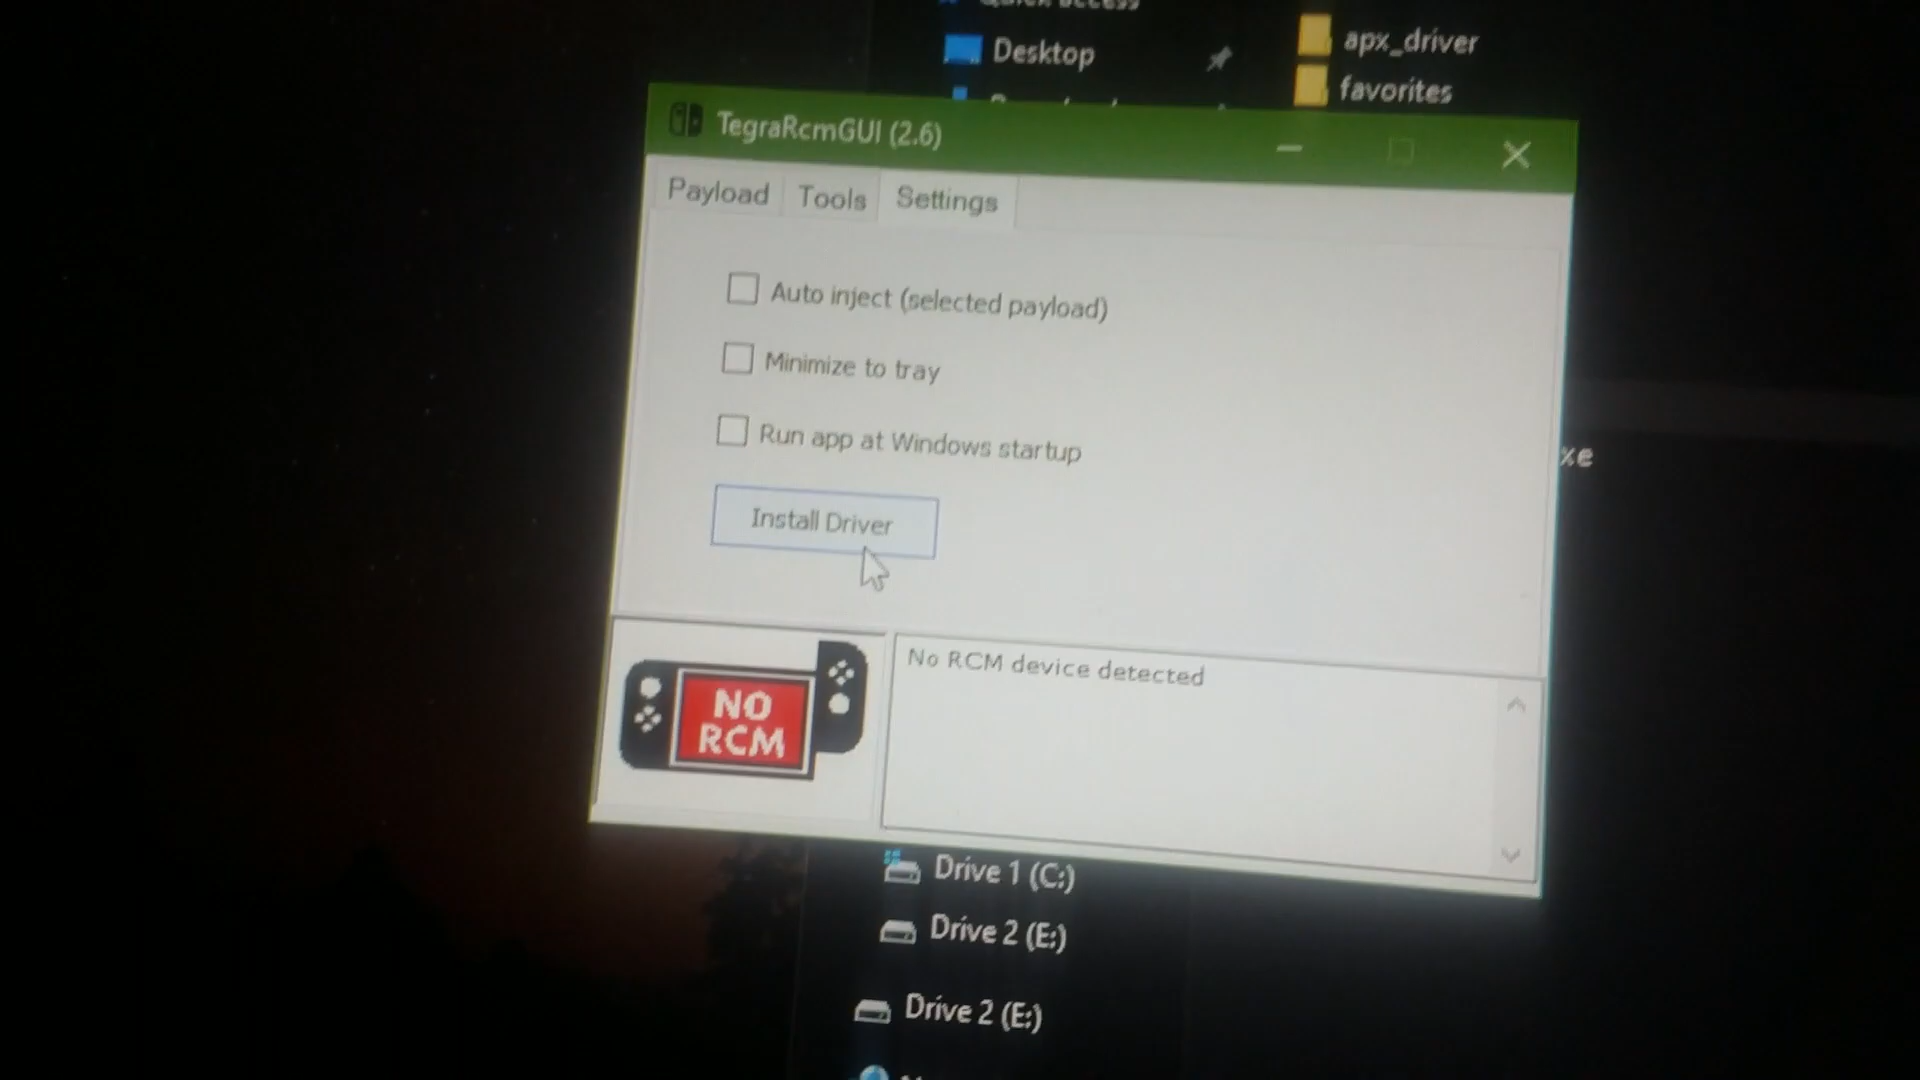 Desktop
apx_driver
favorites
TegraRcmGUI (2.6)
Payload
Tools
Settings
Auto inject (selected payload)
Minimize to tray
Run app at Windows startup
xe
Install Driver
NO
RCM
No RCM device detected
Drive 1 (C:)
Drive 2 (E:)
Drive 2 (E:)